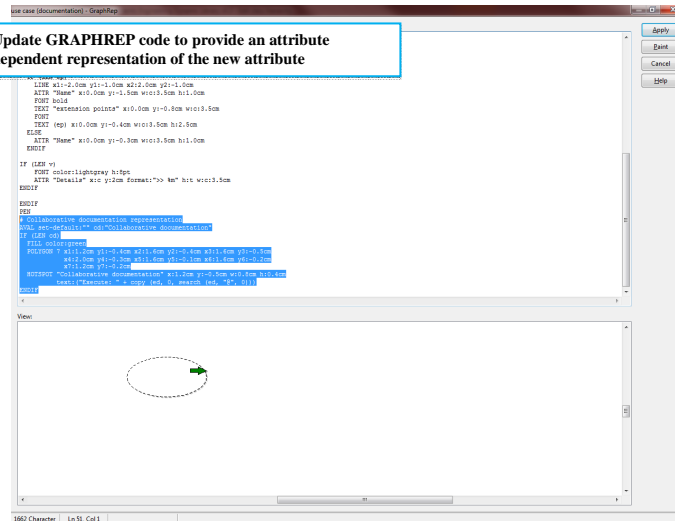 use case (documentation) - GraphRep
Update GRAPHREP code to provide an attribute
dependent representation of the new attribute
Apply
Paint
Cancel
Help
LINE x1:-2.0cm y1:-1.0cm x2:2.0cm y2:-1.0cm
ATTR "Name" x:0.0cm y:-1.5cm w:c:3.5cm h:1.0cm
FONT bold
TEXT "extension points" x:0.0cm y:-0.8cm w:c:3.5cm
FONT
TEXT (ep) x:0.0cm y:-0.4cm w:c:3.5cm h:2.5cm
ELSE
ATTR "Name" x:0.0cm y:-0.3cm w:c:3.5cm h:1.0cm
ENDIF
IF (LEN v)
FONT color:lightgray h:8pt
ATTR "Details" x:c y:2cm format:">> %m" h:t w:c:3.5cm
ENDIF
ENDIF
PEN
# Collaborative documentation representation
AVAL set-default:"" cd:"Collaborative documentation"
IF (LEN cd)
FILL color:green
POLYGON 7 x1:1.2cm y1:-0.4cm x2:1.6cm y2:-0.4cm x3:1.6cm y3:-0.5cm
x4:2.0cm y4:-0.3cm x5:1.6cm y5:-0.1cm x6:1.6cm y6:-0.2cm
x7:1.2cm y7:-0.2cm
HOTSPOT "Collaborative documentation" x:1.2cm y:-0.5cm w:0.8cm h:0.4cm
text:("Execute: " + copy (cd, 0, search (cd, "@", 0)))
ENDIF
View:
1662 Character Ln 51, Col 1